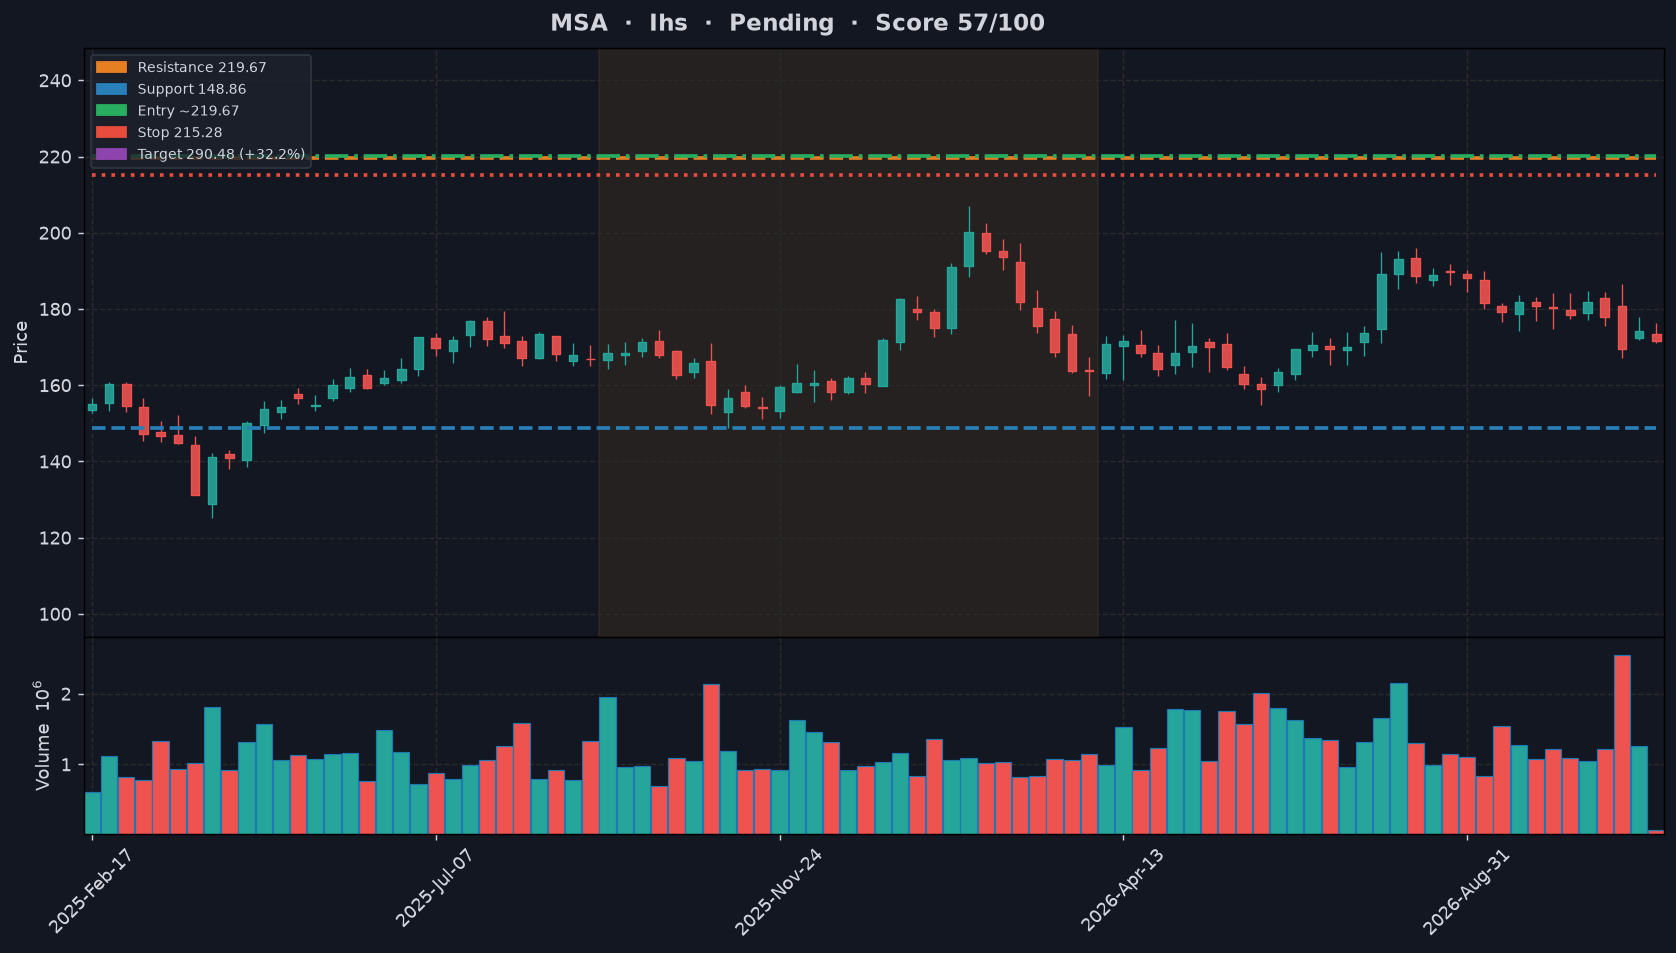 MSA · Ihs · Pending · Score 57/100
Resistance 219.67
Support 148.86
Entry ~219.67
Stop 215.28
Target 290.48 (+32.2%)
Price
240
220
200
180
160
140
120
100
Volume 10⁶
2
1
2025-Feb-17
2025-Jul-07
2025-Nov-24
2026-Apr-13
2026-Aug-31